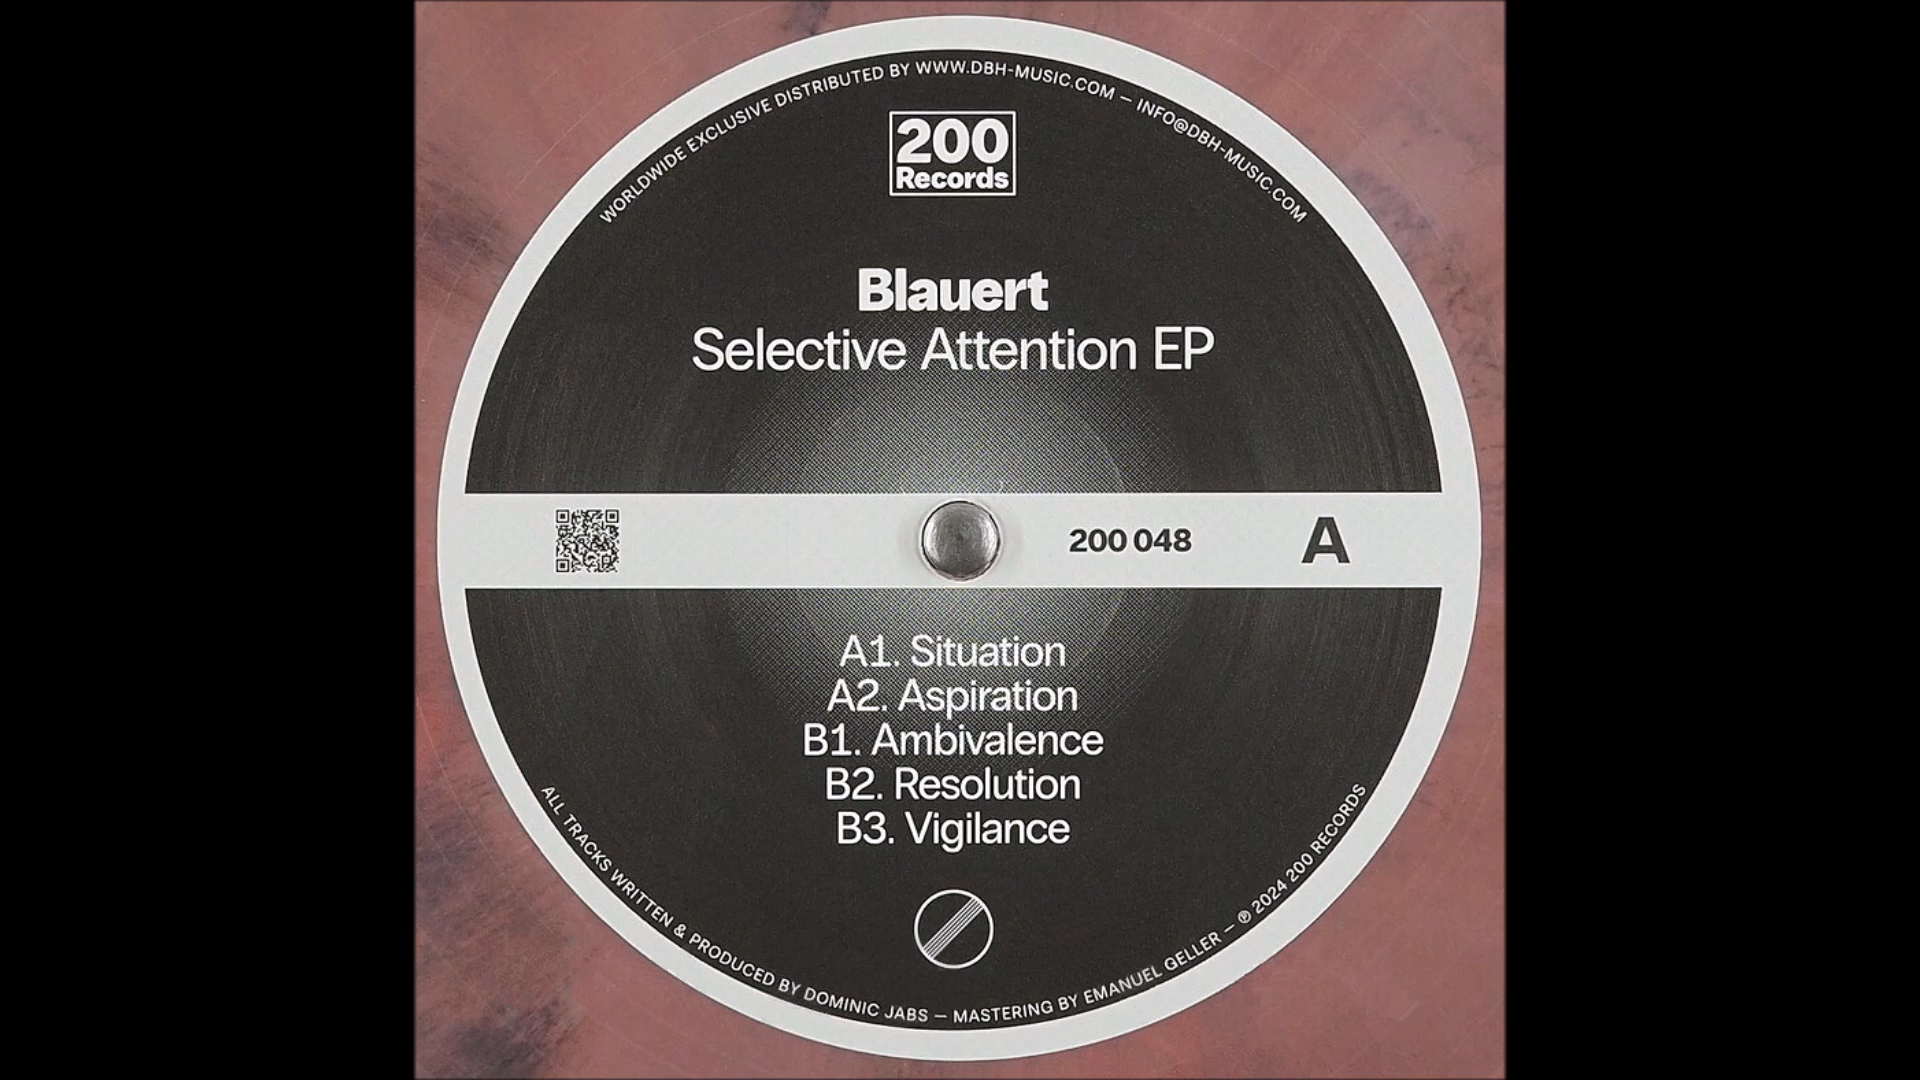 WORLDWIDE EXCLUSIVE DISTRIBUTED BY WWW.DBH-MUSIC.COM — INFO@DBH-MUSIC.COM
200
Records
Blauert
Selective Attention EP
200 048
A
A1. Situation
A2. Aspiration
B1. Ambivalence
B2. Resolution
B3. Vigilance
ALL TRACKS WRITTEN & PRODUCED BY DOMINIC JABS — MASTERING BY EMANUEL GELLER — ℗ 2024 200 RECORDS